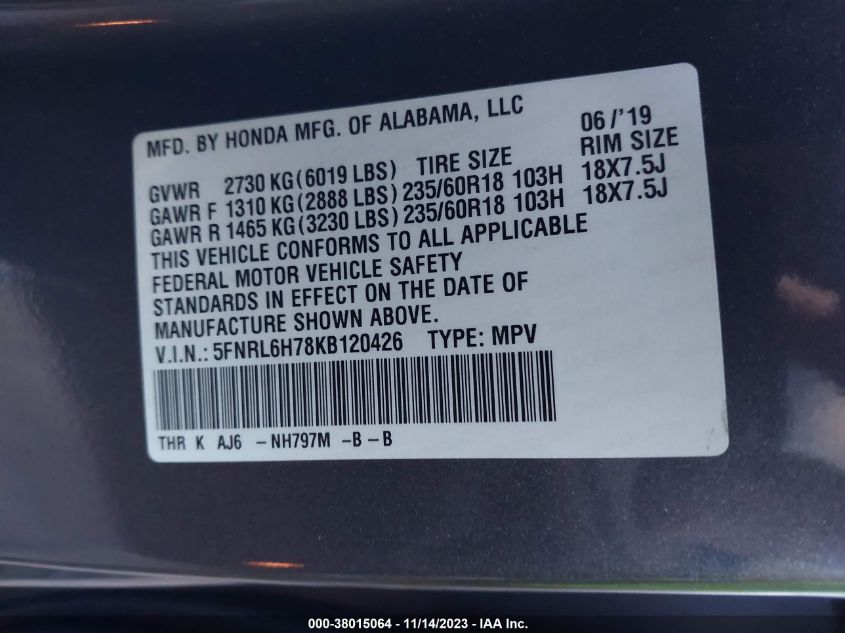 MFD. BY HONDA MFG. OF ALABAMA, LLC 06/'19
GVWR 2730 KG(6019 LBS) TIRE SIZE RIM SIZE
GAWR F 1310 KG(2888 LBS) 235/60R18 103H 18X7.5J
GAWR R 1465 KG(3230 LBS) 235/60R18 103H 18X7.5J
THIS VEHICLE CONFORMS TO ALL APPLICABLE
FEDERAL MOTOR VEHICLE SAFETY
STANDARDS IN EFFECT ON THE DATE OF
MANUFACTURE SHOWN ABOVE.
V.I.N.: 5FNRL6H78KB120426 TYPE: MPV
THR K AJ6 -NH797M -B -B
000-38015064 - 11/14/2023 - IAA Inc.